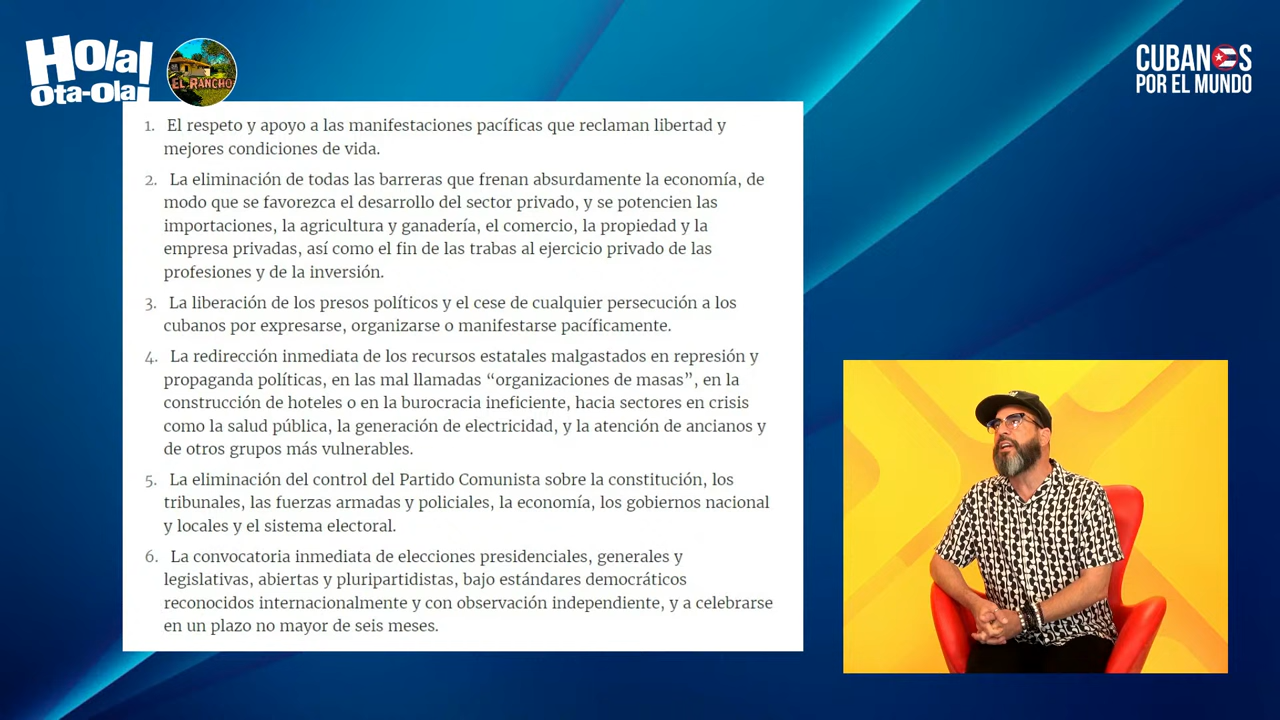 Hola!
Ota-Ola!
EL RANCHO
CUBANOS
POR EL MUNDO
1. El respeto y apoyo a las manifestaciones pacíficas que reclaman libertad y
mejores condiciones de vida.
2. La eliminación de todas las barreras que frenan absurdamente la economía, de
modo que se favorezca el desarrollo del sector privado, y se potencien las
importaciones, la agricultura y ganadería, el comercio, la propiedad y la
empresa privadas, así como el fin de las trabas al ejercicio privado de las
profesiones y de la inversión.
3. La liberación de los presos políticos y el cese de cualquier persecución a los
cubanos por expresarse, organizarse o manifestarse pacíficamente.
4. La redirección inmediata de los recursos estatales malgastados en represión y
propaganda políticas, en las mal llamadas “organizaciones de masas”, en la
construcción de hoteles o en la burocracia ineficiente, hacia sectores en crisis
como la salud pública, la generación de electricidad, y la atención de ancianos y
de otros grupos más vulnerables.
5. La eliminación del control del Partido Comunista sobre la constitución, los
tribunales, las fuerzas armadas y policiales, la economía, los gobiernos nacional
y locales y el sistema electoral.
6. La convocatoria inmediata de elecciones presidenciales, generales y
legislativas, abiertas y pluripartidistas, bajo estándares democráticos
reconocidos internacionalmente y con observación independiente, y a celebrarse
en un plazo no mayor de seis meses.